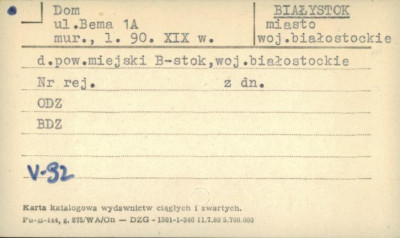 Dom BIAŁYSTOK
ul.Bema 1A miasto
mur., l. 90. XIX w. woj.białostockie
d.pow.miejski B-stok,woj.białostockie
Nr rej. z dn.
ODZ
BDZ
V-92
Karta katalogowa wydawnictw ciągłych i zwartych.